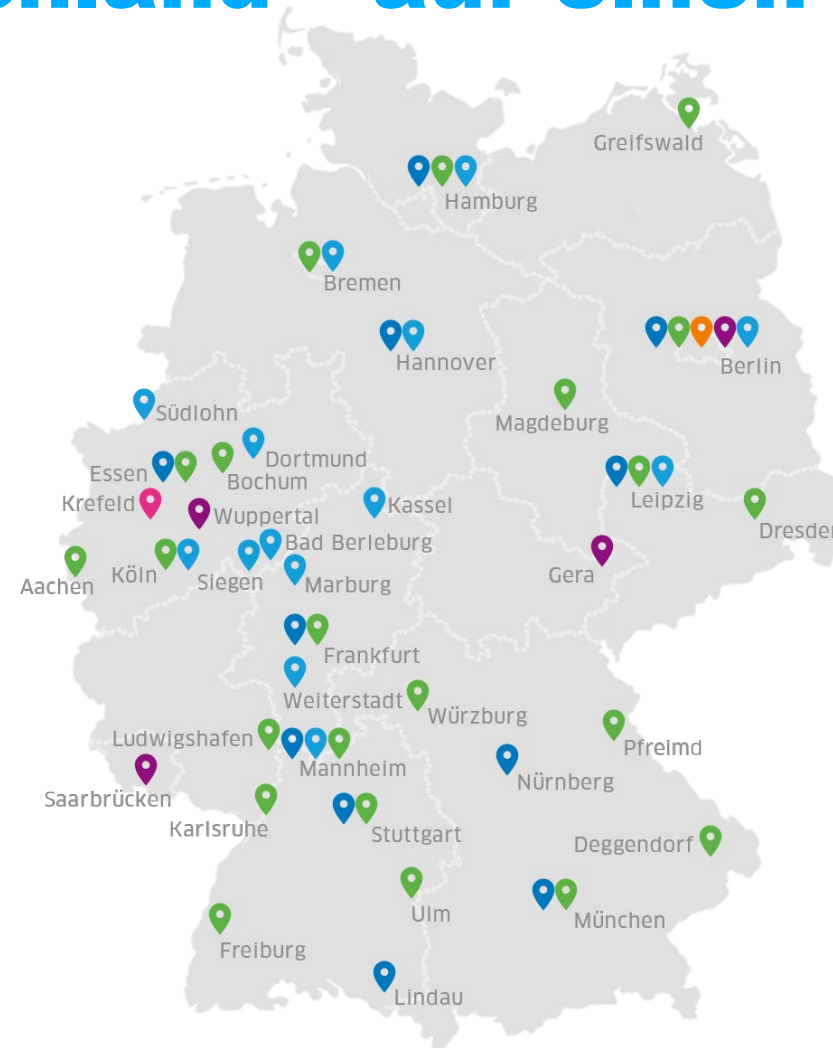 Greifswald
Hamburg
Bremen
Hannover
Berlin
Südlohn
Magdeburg
Dortmund
Essen
Bochum
Leipzig
Krefeld
Kassel
Wuppertal
Bad Berleburg
Köln
Gera
Siegen
Aachen
Marburg
Frankfurt
Weiterstadt
Würzburg
Ludwigshafen
Pfreimd
Mannheim
Nürnberg
Saarbrücken
Karlsruhe
Stuttgart
Deggendorf
Ulm
München
Freiburg
Lindau